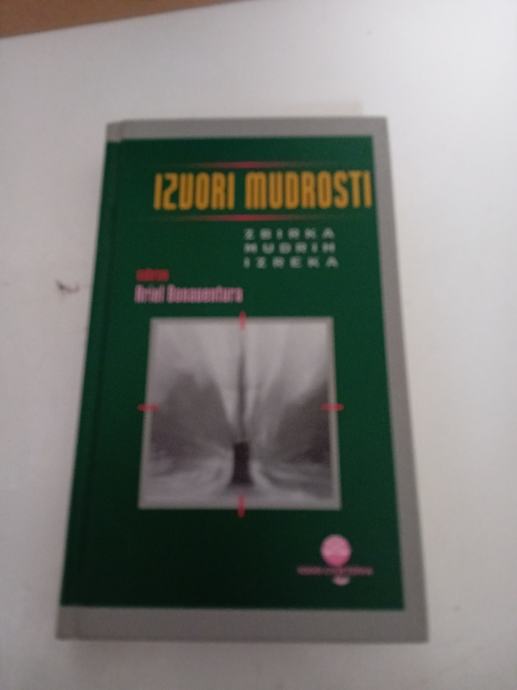 IZVORI MUDROSTI
ZBIRKA
MUDRIH
IZREKA
Ariel Bonaventura